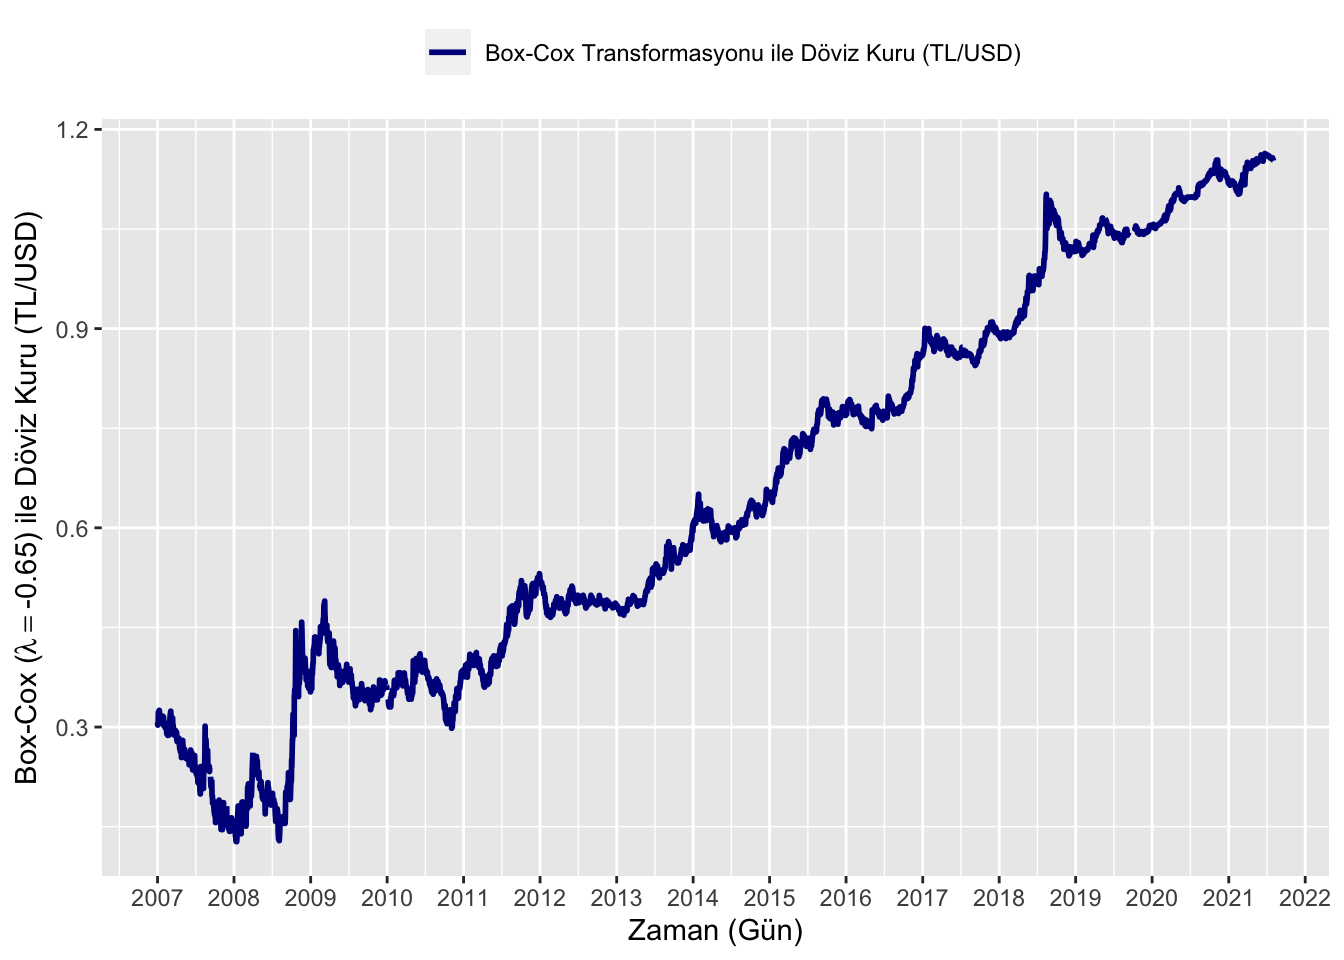 Box-Cox Transformasyonu ile Döviz Kuru (TL/USD)
Box-Cox (λ = -0.65) ile Döviz Kuru (TL/USD)
1.2
0.9
0.6
0.3
2007 2008 2009 2010 2011 2012 2013 2014 2015 2016 2017 2018 2019 2020 2021 2022
Zaman (Gün)